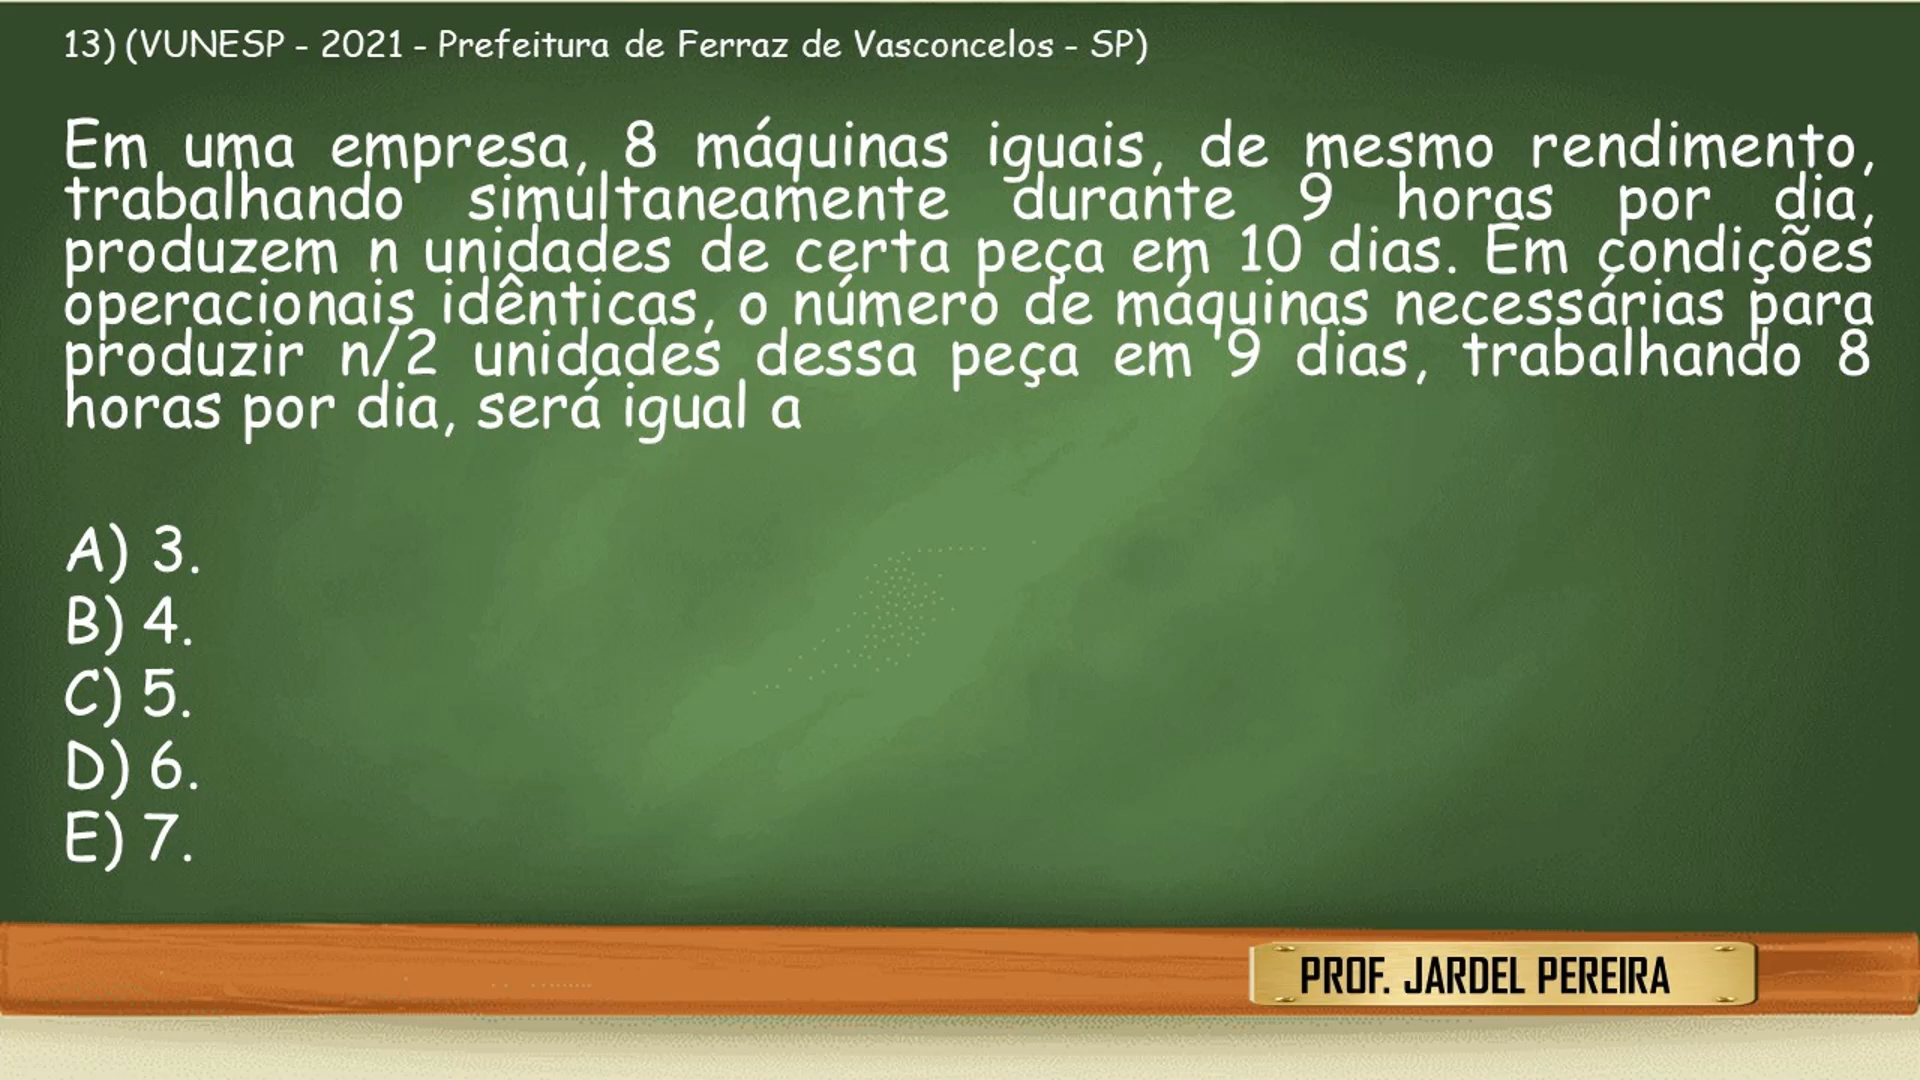 13) (VUNESP - 2021 - Prefeitura de Ferraz de Vasconcelos - SP)
Em uma empresa, 8 máquinas iguais, de mesmo rendimento,
trabalhando simultaneamente durante 9 horas por dia,
produzem n unidades de certa peça em 10 dias. Em condições
operacionais idênticas, o número de máquinas necessárias para
produzir n/2 unidades dessa peça em 9 dias, trabalhando 8
horas por dia, será igual a
A) 3.
B) 4.
C) 5.
D) 6.
E) 7.
PROF. JARDEL PEREIRA